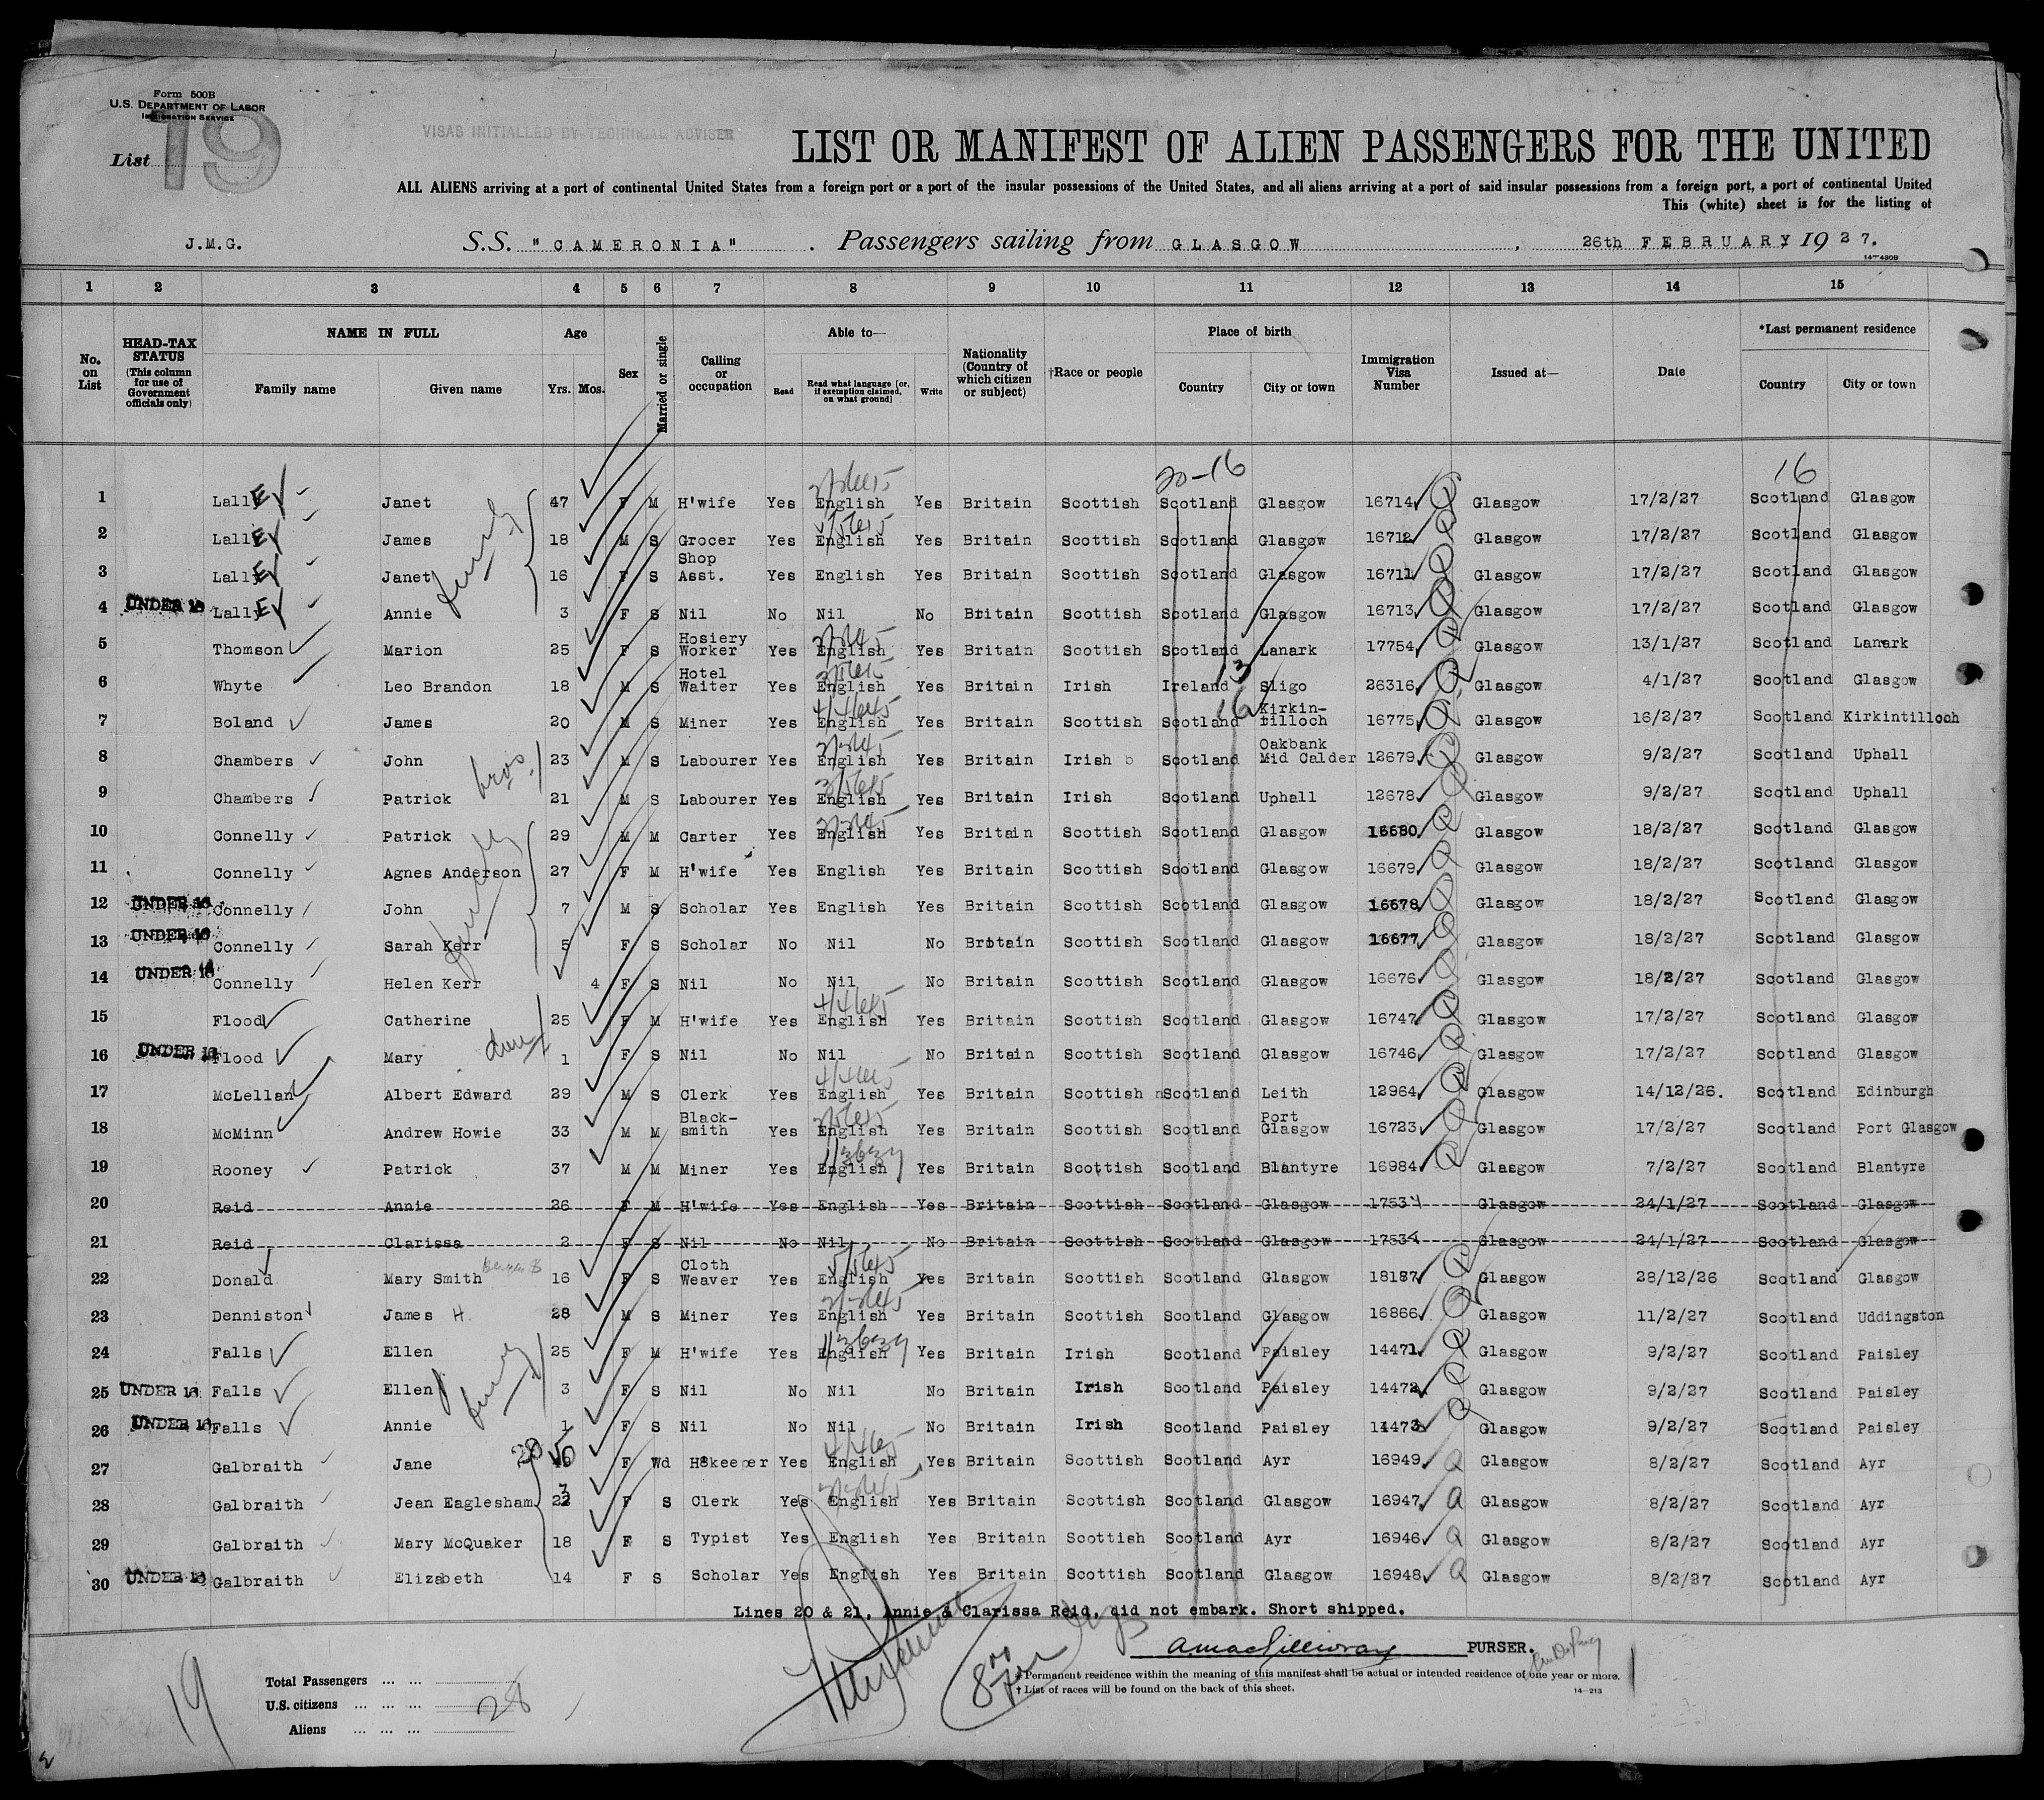 Form 500B
U.S. DEPARTMENT OF LABOR
IMMIGRATION SERVICE
List 19
VISAS INITIALLED BY TECHNICAL ADVISER
LIST OR MANIFEST OF ALIEN PASSENGERS FOR THE UNITED
ALL ALIENS arriving at a port of continental United States from a foreign port or a port of the insular possessions of the United States, and all aliens arriving at a port of said insular possessions from a foreign port, a port of continental United
This (white) sheet is for the listing of
J.M.G. S.S. "CAMERONIA" . Passengers sailing from GLASGOW , 26th FEBRUARY 1927.
14-4309
1 2 3 4 5 6 7 8 9 10 11 12 13 14 15
No. on List
HEAD-TAX STATUS (This column for use of Government officials only)
NAME IN FULL
Family name Given name
Age
Yrs. Mos.
Sex
Married or single
Calling or occupation
Able to—
Read Read what language [or, if exemption claimed, on what ground] Write
Nationality (Country of which citizen or subject)
†Race or people
Place of birth
Country City or town
Immigration Visa Number
Issued at—
Date
*Last permanent residence
Country City or town
20-16 16
1 Lally Janet 47 F M H'wife Yes English Yes Britain Scottish Scotland Glasgow 16714 Glasgow 17/2/27 Scotland Glasgow
2 Lally James 18 M S Grocer Yes English Yes Britain Scottish Scotland Glasgow 16712 Glasgow 17/2/27 Scotland Glasgow
3 Lally Janet 16 F S Shop Asst. Yes English Yes Britain Scottish Scotland Glasgow 16711 Glasgow 17/2/27 Scotland Glasgow
family
4 UNDER 16 Lally Annie 3 F S Nil No Nil No Britain Scottish Scotland Glasgow 16713 Glasgow 17/2/27 Scotland Glasgow
5 Thomson Marion 25 F S Hosiery Worker Yes English Yes Britain Scottish Scotland Lanark 17754 Glasgow 13/1/27 Scotland Lanark
6 Whyte Leo Brandon 18 M S Hotel Waiter Yes English Yes Britain Irish Ireland 13 Sligo 26316 Glasgow 4/1/27 Scotland Glasgow
7 Boland James 20 M S Miner Yes English Yes Britain Scottish Scotland 16 Kirkin-tilloch 16775 Glasgow 16/2/27 Scotland Kirkintilloch
8 Chambers John 23 M S Labourer Yes English Yes Britain Irish Scotland Oakbank Mid Calder 12679 Glasgow 9/2/27 Scotland Uphall
bros.
9 Chambers Patrick 21 M S Labourer Yes English Yes Britain Irish Scotland Uphall 12678 Glasgow 9/2/27 Scotland Uphall
10 Connelly Patrick 29 M M Carter Yes English Yes Britain Scottish Scotland Glasgow 16680 Glasgow 18/2/27 Scotland Glasgow
11 Connelly Agnes Anderson 27 F M H'wife Yes English Yes Britain Scottish Scotland Glasgow 16679 Glasgow 18/2/27 Scotland Glasgow
family
12 UNDER 16 Connelly John 7 M S Scholar Yes English Yes Britain Scottish Scotland Glasgow 16678 Glasgow 18/2/27 Scotland Glasgow
13 UNDER 16 Connelly Sarah Kerr 5 F S Scholar No Nil No Britain Scottish Scotland Glasgow 16677 Glasgow 18/2/27 Scotland Glasgow
14 UNDER 16 Connelly Helen Kerr 4 F S Nil No Nil No Britain Scottish Scotland Glasgow 16676 Glasgow 18/2/27 Scotland Glasgow
15 Flood Catherine 25 F M H'wife Yes English Yes Britain Scottish Scotland Glasgow 16747 Glasgow 17/2/27 Scotland Glasgow
16 UNDER 16 Flood Mary 1 F S Nil No Nil No Britain Scottish Scotland Glasgow 16746 Glasgow 17/2/27 Scotland Glasgow
17 McLellan Albert Edward 29 M S Clerk Yes English Yes Britain Scottish Scotland Leith 12964 Glasgow 14/12/26. Scotland Edinburgh
18 McMinn Andrew Howie 33 M M Black-smith Yes English Yes Britain Scottish Scotland Port Glasgow 16723 Glasgow 17/2/27 Scotland Port Glasgow
19 Rooney Patrick 37 M M Miner Yes English Yes Britain Scottish Scotland Blantyre 16984 Glasgow 7/2/27 Scotland Blantyre
20 Reid Annie 26 F M H'wife Yes English Yes Britain Scottish Scotland Glasgow Glasgow 24/1/27 Scotland Glasgow
21 Reid Clarissa 2 F S Nil No Nil No Britain Scottish Scotland Glasgow Glasgow 24/1/27 Scotland Glasgow
22 Donald Mary Smith 16 F S Cloth Weaver Yes English Yes Britain Scottish Scotland Glasgow 18187 Glasgow 28/12/26 Scotland Glasgow
23 Denniston James H 28 M S Miner Yes English Yes Britain Scottish Scotland Glasgow 16866 Glasgow 11/2/27 Scotland Uddingston
24 Falls Ellen 25 F M H'wife Yes English Yes Britain Irish Scotland Paisley 14471 Glasgow 9/2/27 Scotland Paisley
family
25 UNDER 16 Falls Ellen 3 F S Nil No Nil No Britain Irish Scotland Paisley 14472 Glasgow 9/2/27 Scotland Paisley
26 UNDER 16 Falls Annie 1 F S Nil No Nil No Britain Irish Scotland Paisley 14473 Glasgow 9/2/27 Scotland Paisley
27 Galbraith Jane F Wd H'keeper Yes English Yes Britain Scottish Scotland Ayr 16949 Glasgow 8/2/27 Scotland Ayr
28 Galbraith Jean Eaglesham 22 F S Clerk Yes English Yes Britain Scottish Scotland Glasgow 16947 Glasgow 8/2/27 Scotland Ayr
29 Galbraith Mary McQuaker 18 F S Typist Yes English Yes Britain Scottish Scotland Ayr 16946 Glasgow 8/2/27 Scotland Ayr
30 UNDER 16 Galbraith Elizabeth 14 F S Scholar Yes English Yes Britain Scottish Scotland Glasgow 16948 Glasgow 8/2/27 Scotland Ayr
Lines 20 & 21, Annie & Clarissa Reid, did not embark. Short shipped.
PURSER.
* Permanent residence within the meaning of this manifest shall be actual or intended residence of one year or more.
† List of races will be found on the back of this sheet.
14-213
19
Total Passengers ... ...
U.S. citizens ... ... ... 28
Aliens ... ... ...